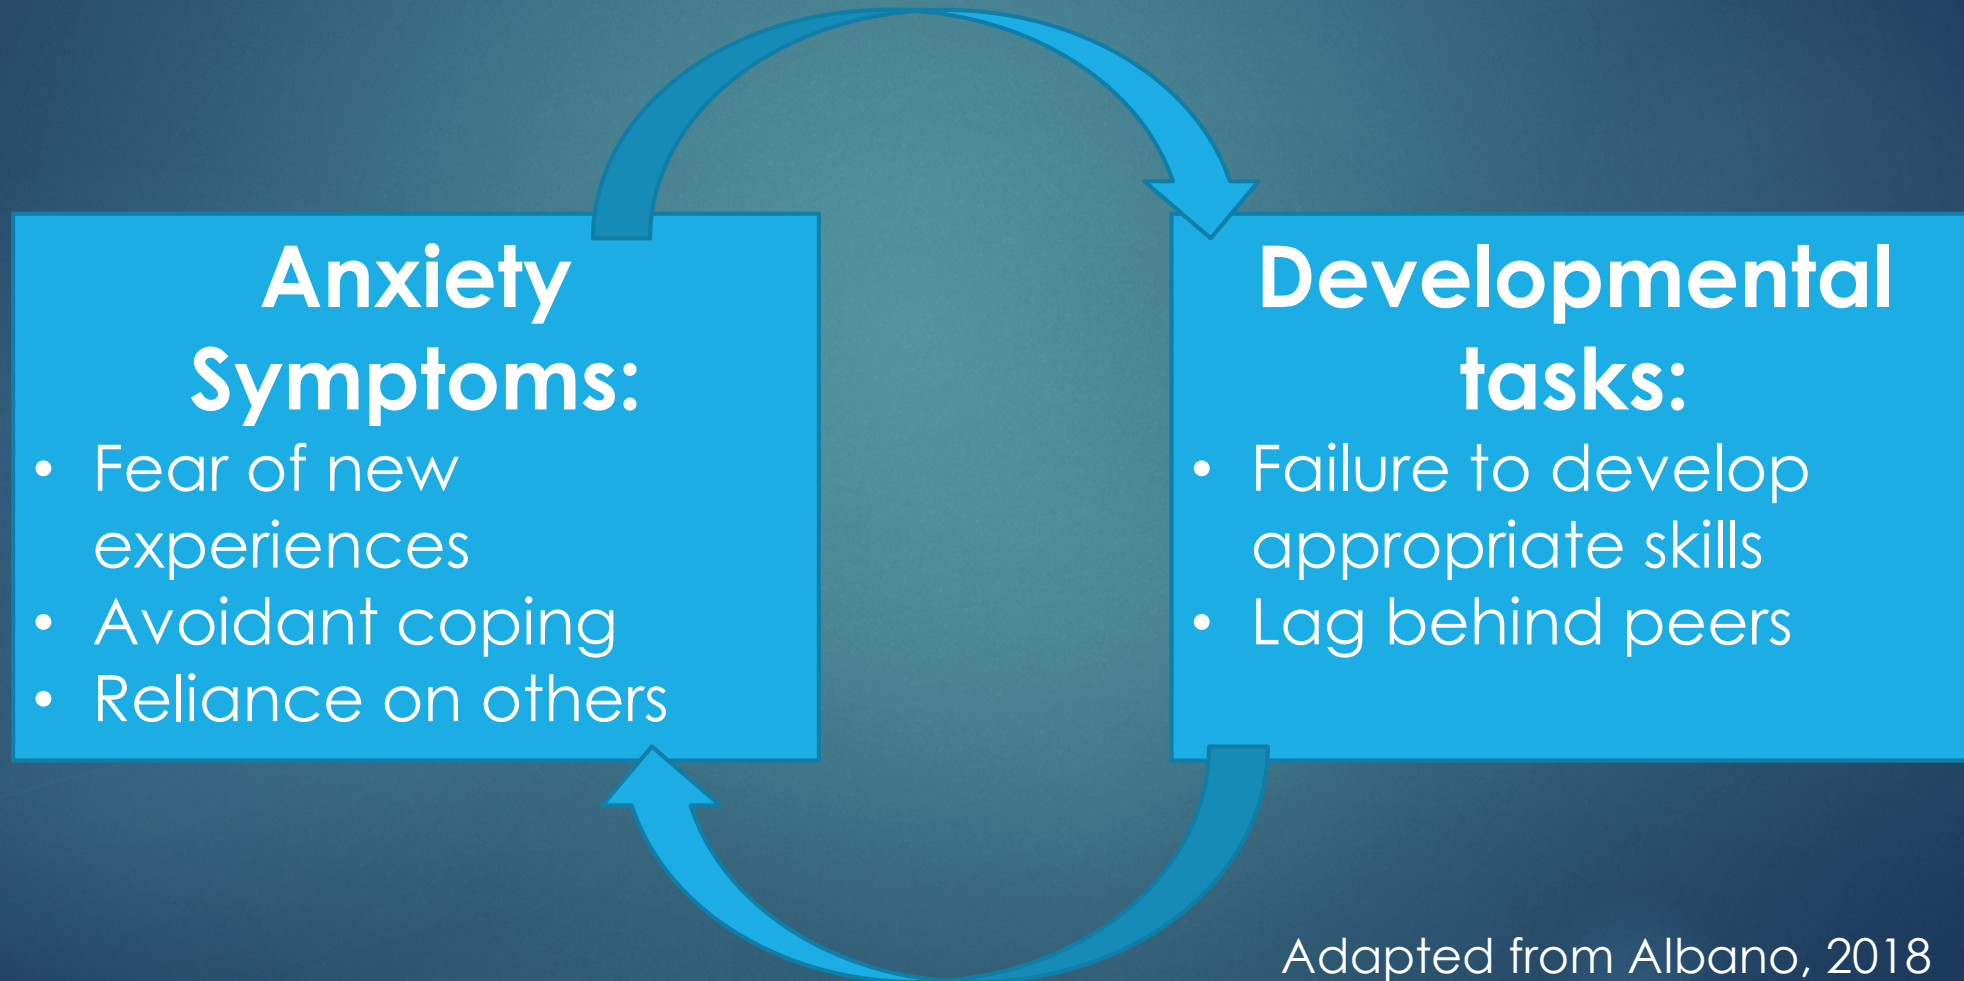 Anxiety
Symptoms:
• Fear of new
experiences
• Avoidant coping
• Reliance on others
Developmental
tasks:
• Failure to develop
appropriate skills
• Lag behind peers
Adapted from Albano, 2018